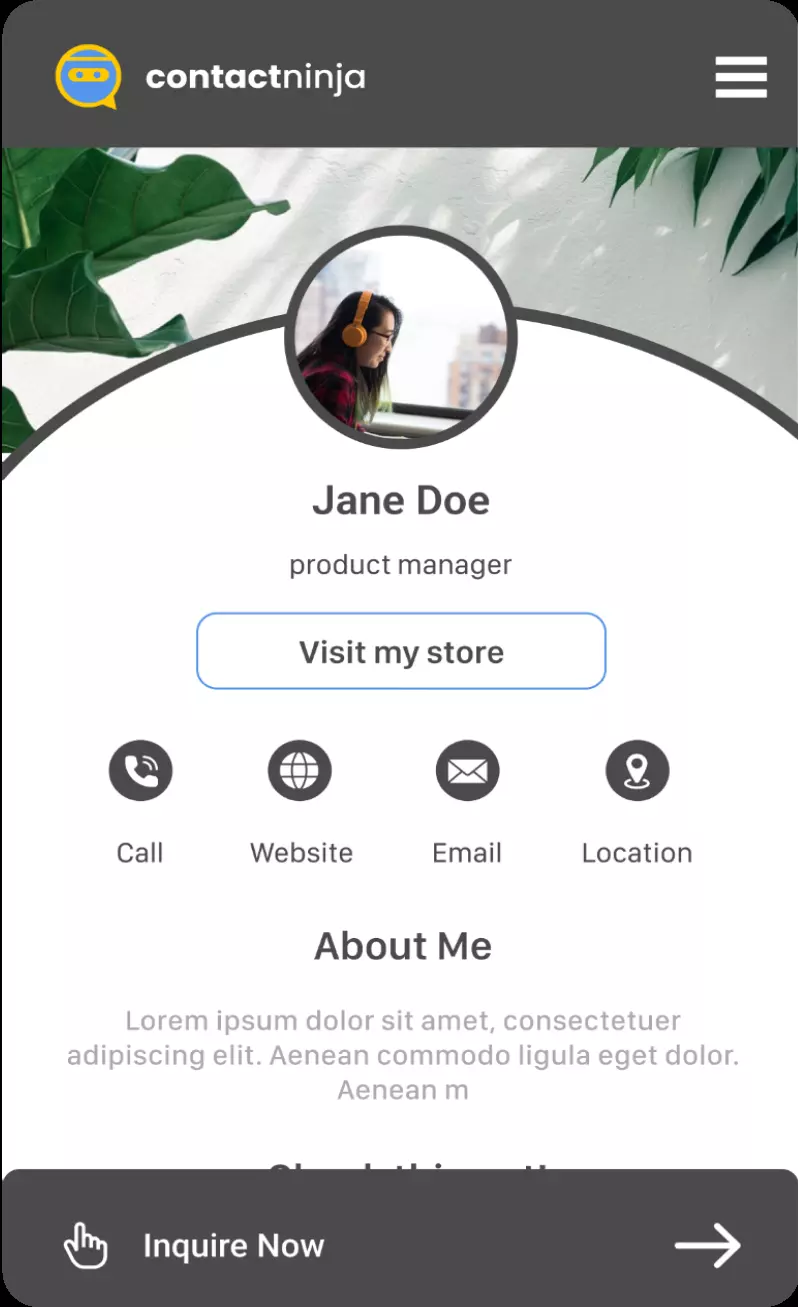 contactninja
Jane Doe
product manager
Visit my store
Call
Website
Email
Location
About Me
Lorem ipsum dolor sit amet, consectetuer
adipiscing elit. Aenean commodo ligula eget dolor.
Aenean m
Inquire Now